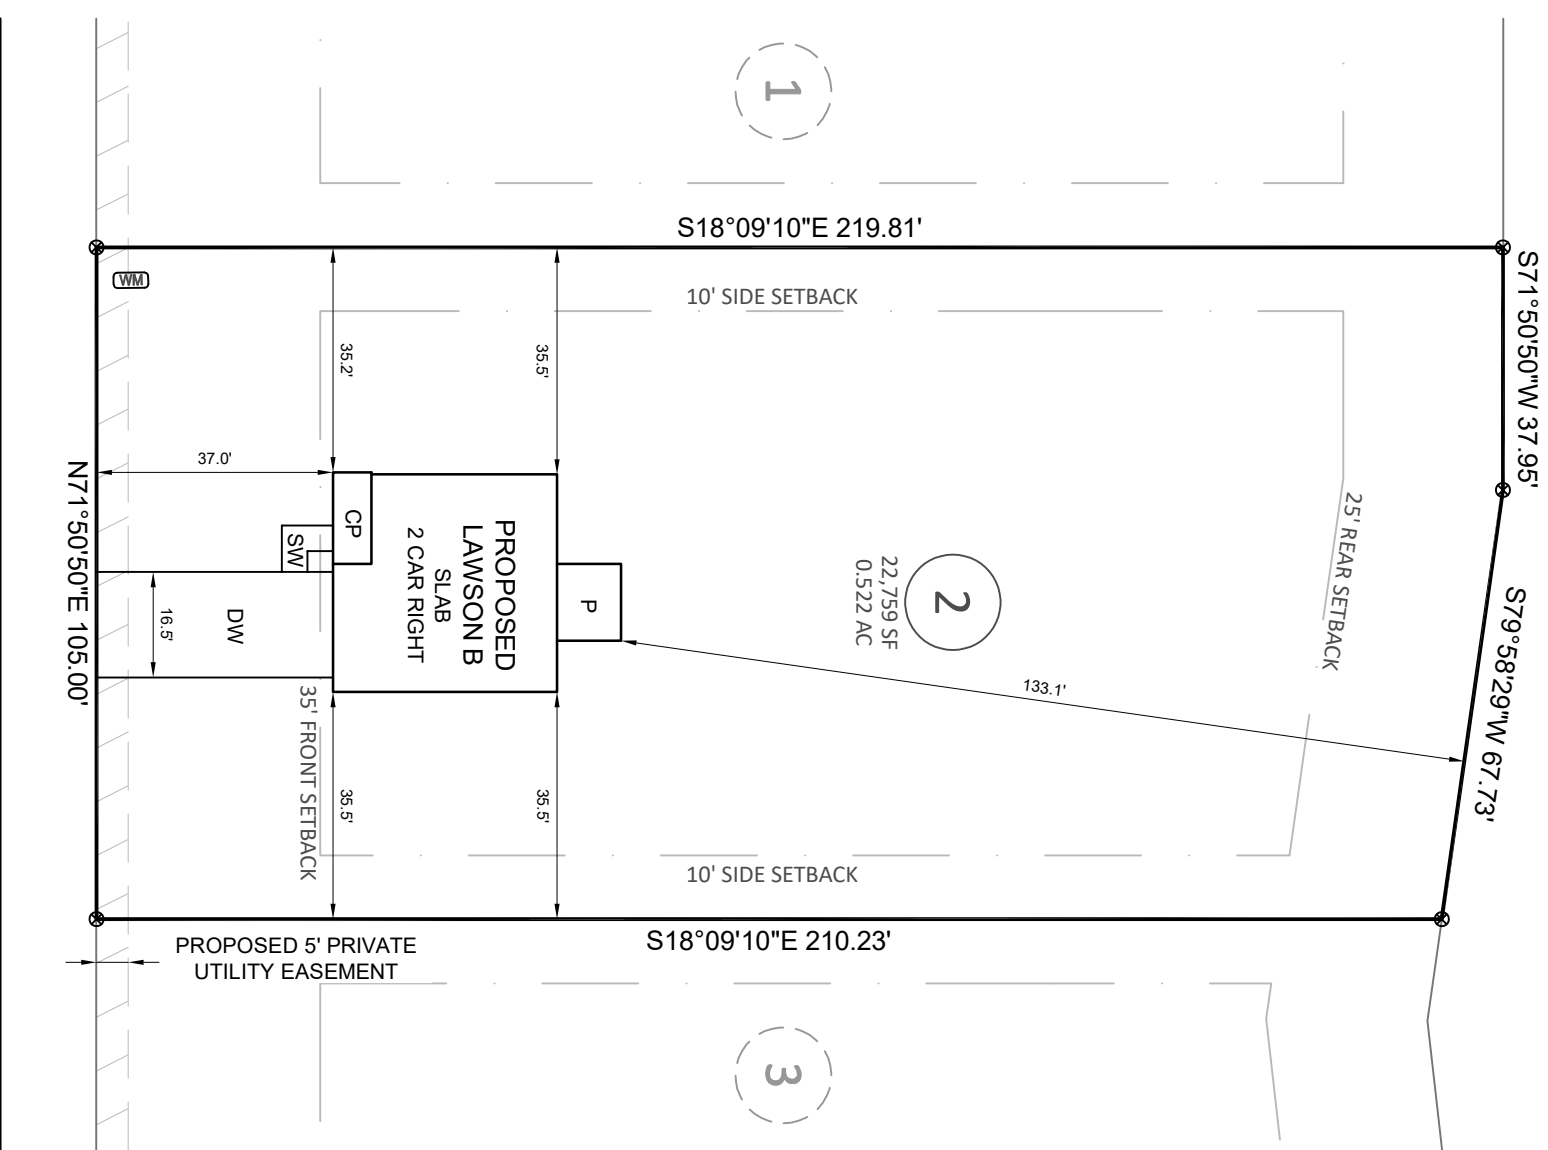 1
S18°09'10"E 219.81'
S71°50'50"W 37.95'
WM
10' SIDE SETBACK
35.2'
35.5'
37.0'
N71°50'50"E 105.00'
CP
SW
PROPOSED
LAWSON B
SLAB
2 CAR RIGHT
P
DW
16.5'
2
22,759 SF
0.522 AC
25' REAR SETBACK
S79°58'29"W 67.73'
133.1'
35' FRONT SETBACK
35.5'
35.5'
10' SIDE SETBACK
S18°09'10"E 210.23'
PROPOSED 5' PRIVATE
UTILITY EASEMENT
3